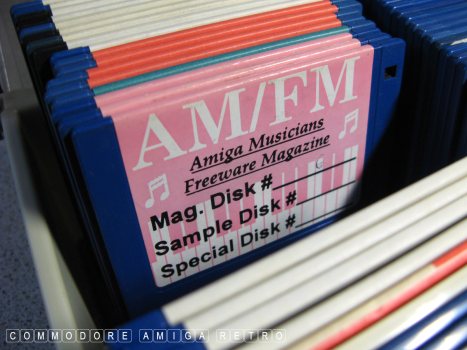 AM/FM
Amiga Musicians
Freeware Magazine
Mag. Disk #
Sample Disk #
Special Disk #
COMMODORE AMIGA RETRO